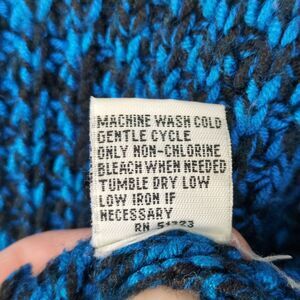 MACHINE WASH COLD
GENTLE CYCLE
ONLY NON-CHLORINE
BLEACH WHEN NEEDED
TUMBLE DRY LOW
LOW IRON IF
NECESSARY
RN 51723